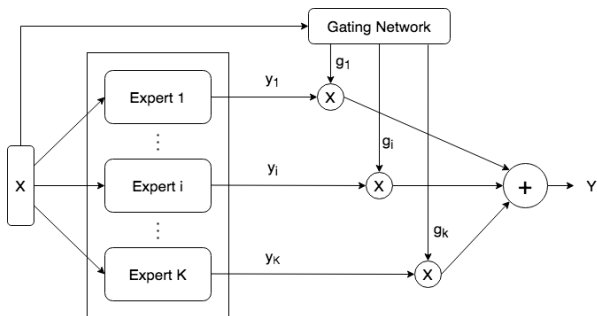 Gating Network
g1
y1
Expert 1
X
gi
yi
X
Expert i
X
+
Y
gk
yK
Expert K
X